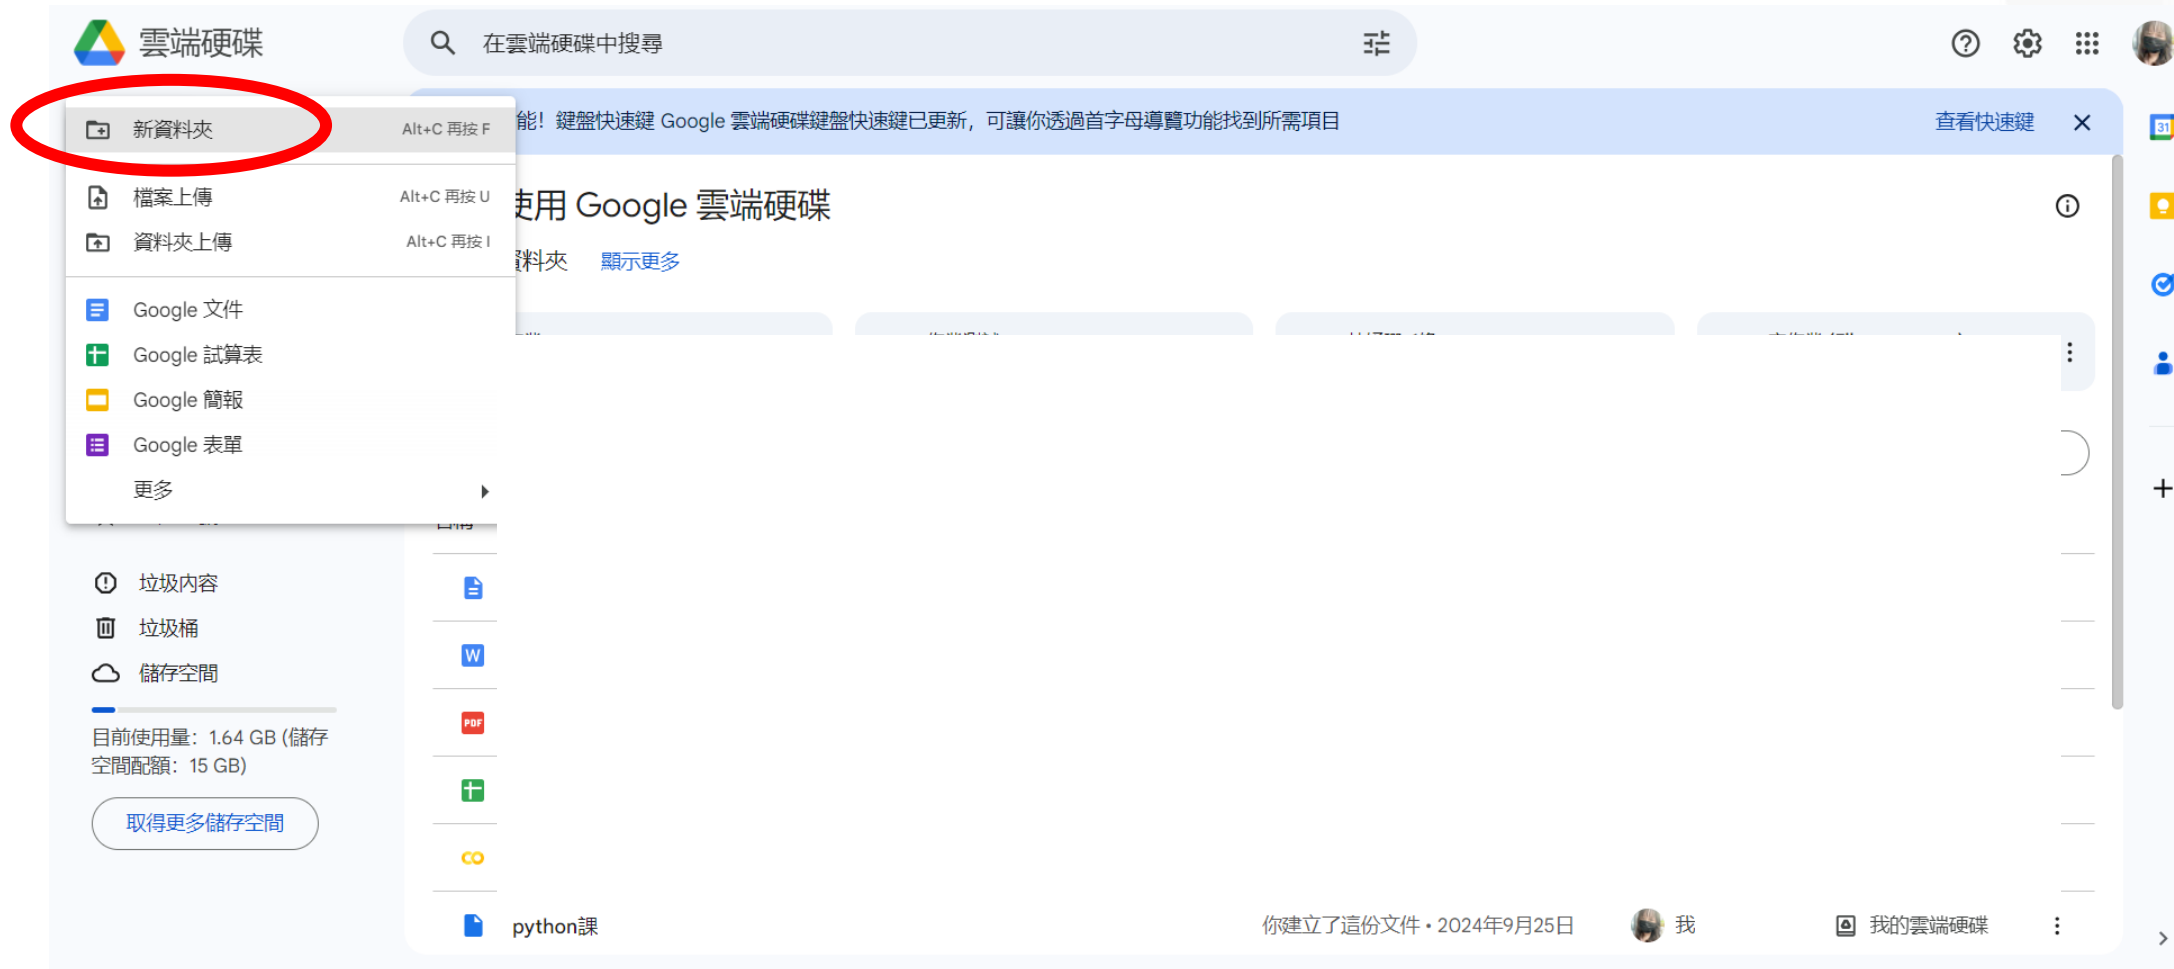 雲端硬碟
在雲端硬碟中搜尋
新資料夾 Alt+C 再按 F
檔案上傳 Alt+C 再按 U
資料夾上傳 Alt+C 再按 I
Google 文件
Google 試算表
Google 簡報
Google 表單
更多
垃圾內容
垃圾桶
儲存空間
目前使用量：1.64 GB (儲存
空間配額：15 GB)
取得更多儲存空間
能！鍵盤快速鍵 Google 雲端硬碟鍵盤快速鍵已更新，可讓你透過首字母導覽功能找到所需項目 查看快速鍵
使用 Google 雲端硬碟
資料夾 顯示更多
W
PDF
python課 你建立了這份文件 • 2024年9月25日 我 我的雲端硬碟
31